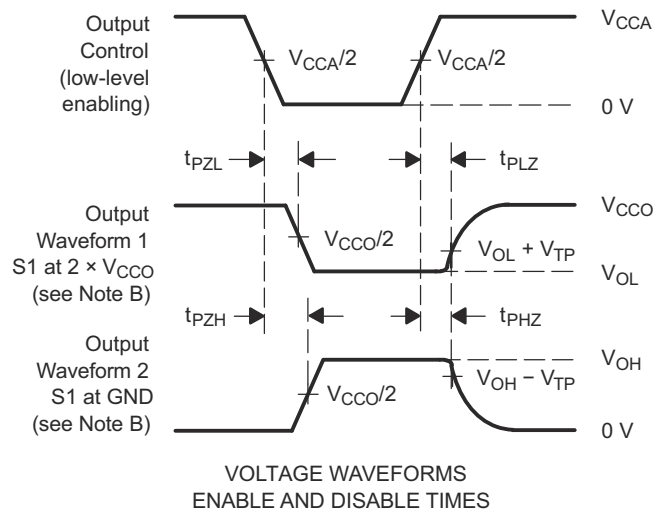 Output
Control
(low-level
enabling)
VCCA
VCCA/2
VCCA/2
0 V
tPZL
tPLZ
Output
Waveform 1
S1 at 2 × VCCO
(see Note B)
VCCO
VCCO/2
VOL + VTP
VOL
tPZH
tPHZ
Output
Waveform 2
S1 at GND
(see Note B)
VOH
VCCO/2
VOH − VTP
0 V
VOLTAGE WAVEFORMS
ENABLE AND DISABLE TIMES